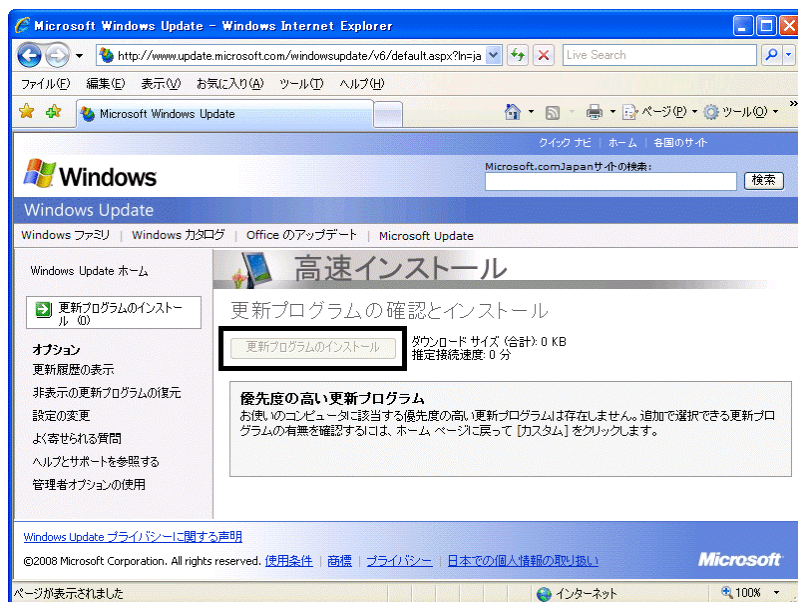 Microsoft Windows Update - Windows Internet Explorer
http://www.update.microsoft.com/windowsupdate/v6/default.aspx?ln=ja
Live Search
ファイル(F) 編集(E) 表示(V) お気に入り(A) ツール(T) ヘルプ(H)
Microsoft Windows Update
ページ(P) ツール(O) »
クイック ナビ | ホーム | 各国のサイト
Windows
Microsoft.comJapanサイトの検索:
検索
Windows Update
Windows ファミリ | Windows カタログ | Office のアップデート | Microsoft Update
Windows Update ホーム
更新プログラムのインストー
ル (0)
オプション
更新履歴の表示
非表示の更新プログラムの復元
設定の変更
よく寄せられる質問
ヘルプとサポートを参照する
管理者オプションの使用
高速インストール
更新プログラムの確認とインストール
更新プログラムのインストール
ダウンロード サイズ (合計): 0 KB
推定接続速度: 0 分
優先度の高い更新プログラム
お使いのコンピュータに該当する優先度の高い更新プログラムは存在しません。追加で選択できる更新プロ
グラムの有無を確認するには、ホーム ページに戻って [カスタム] をクリックします。
Windows Update プライバシーに関する声明
©2008 Microsoft Corporation. All rights reserved. 使用条件 | 商標 | プライバシー | 日本での個人情報の取り扱い
Microsoft
ページが表示されました
インターネット
100%